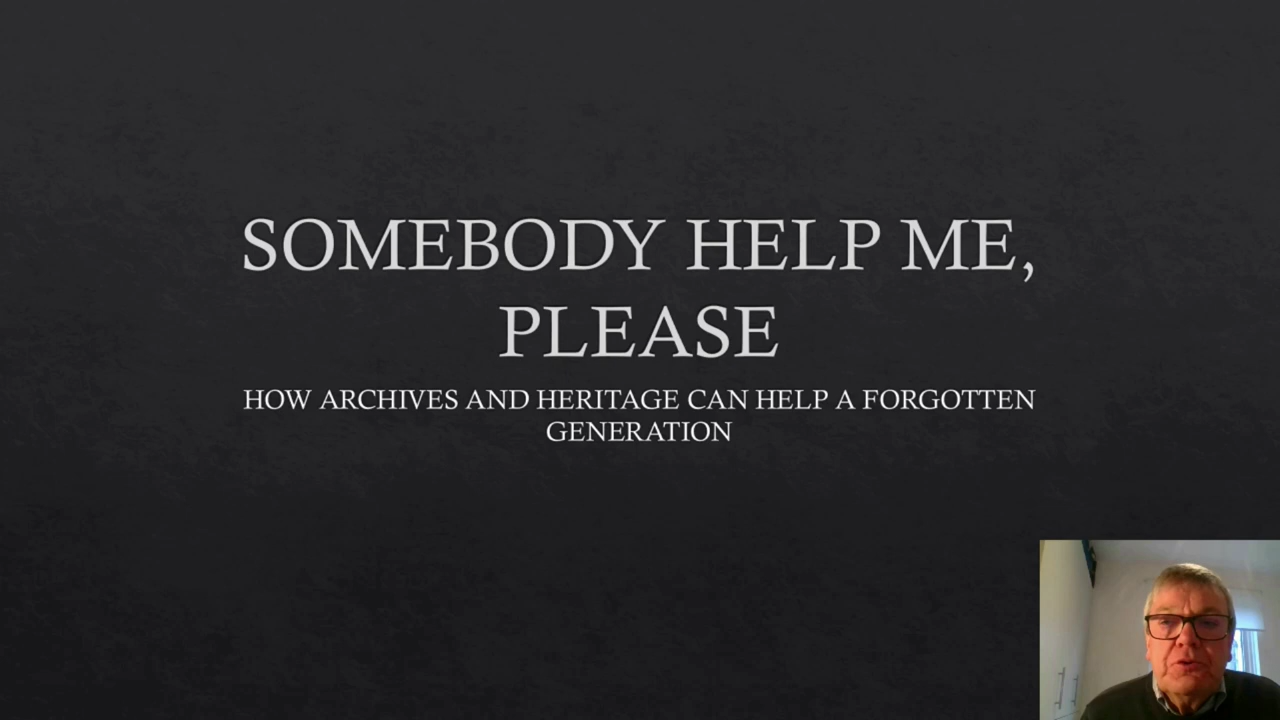 SOMEBODY HELP ME,
PLEASE
HOW ARCHIVES AND HERITAGE CAN HELP A FORGOTTEN
GENERATION